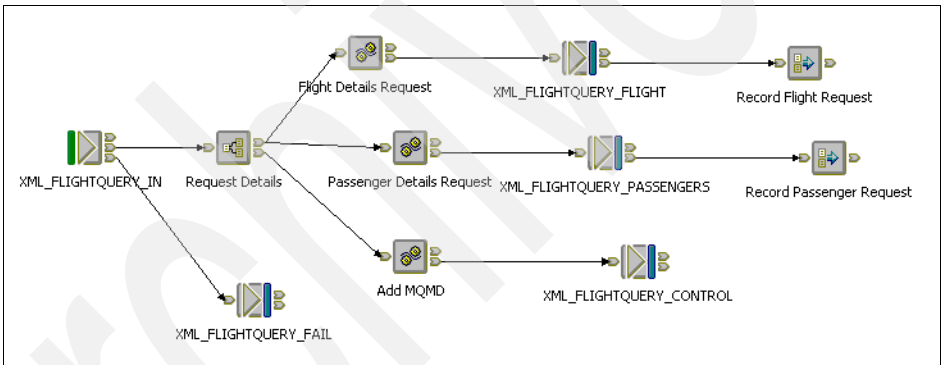 Flight Details Request
XML_FLIGHTQUERY_FLIGHT
Record Flight Request
XML_FLIGHTQUERY_IN
Request Details
Passenger Details Request
XML_FLIGHTQUERY_PASSENGERS
Record Passenger Request
Add MQMD
XML_FLIGHTQUERY_CONTROL
XML_FLIGHTQUERY_FAIL